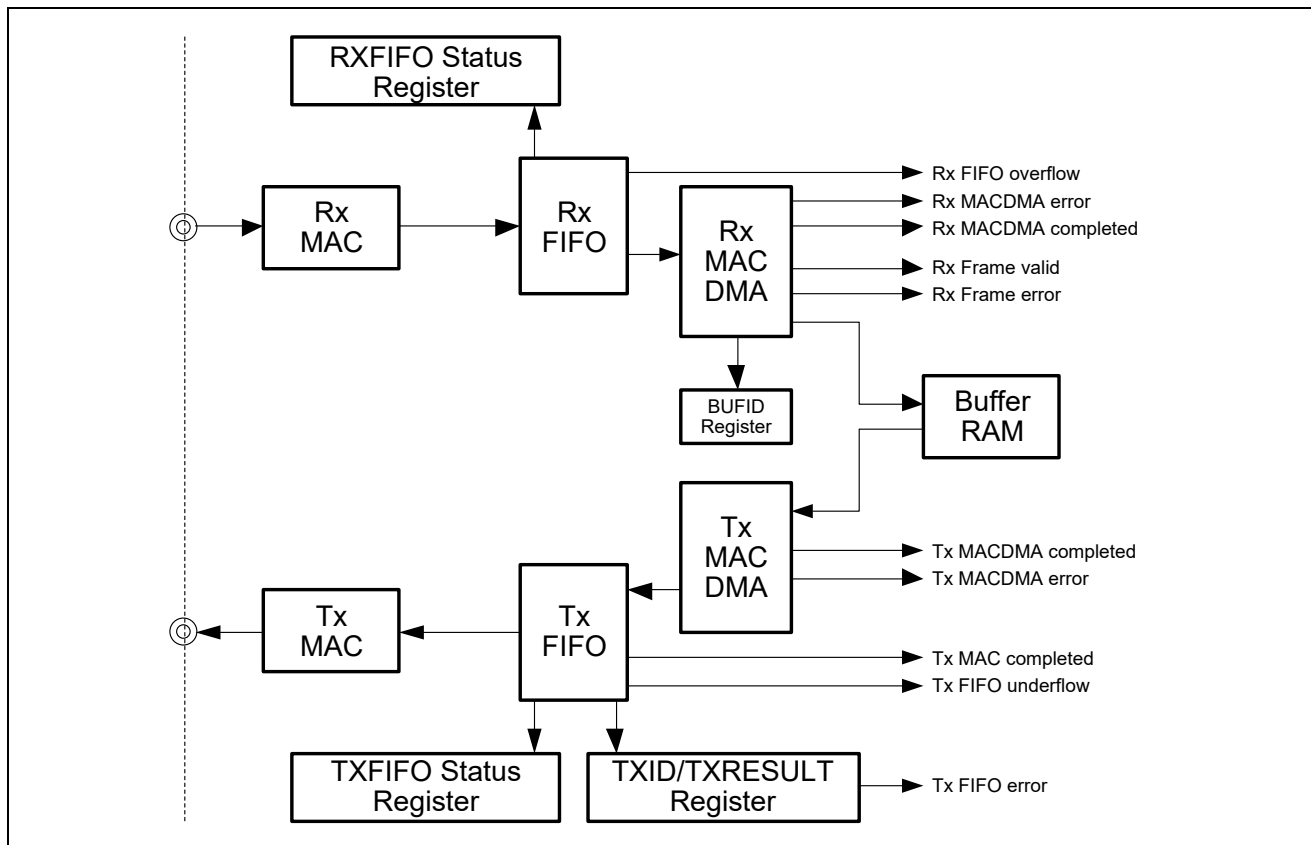 RXFIFO Status
Register
Rx FIFO overflow
Rx
MAC
Rx
FIFO
Rx
MAC
DMA
Rx MACDMA error
Rx MACDMA completed
Rx Frame valid
Rx Frame error
BUFID
Register
Buffer
RAM
Tx
MAC
DMA
Tx MACDMA completed
Tx MACDMA error
Tx
MAC
Tx
FIFO
Tx MAC completed
Tx FIFO underflow
TXFIFO Status
Register
TXID/TXRESULT
Register
Tx FIFO error